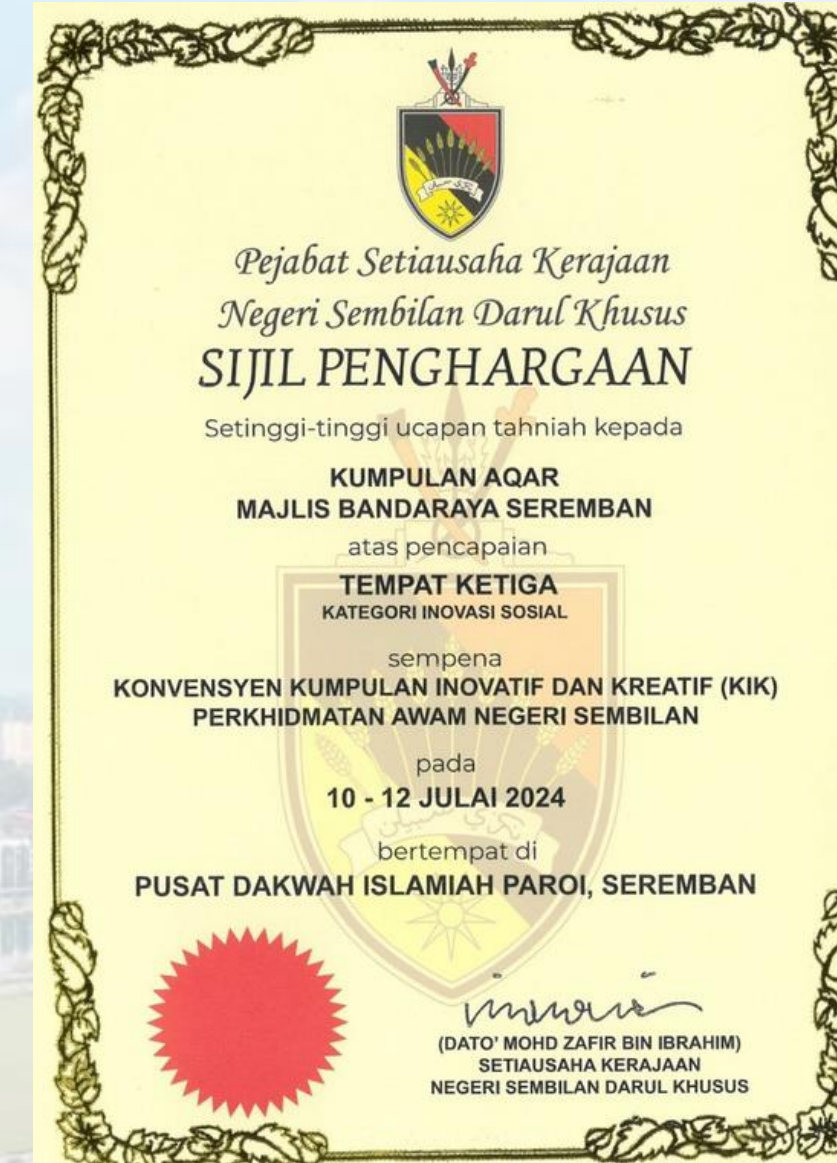 نڬري سمبيلن
Pejabat Setiausaha Kerajaan
Negeri Sembilan Darul Khusus
SIJIL PENGHARGAAN
Setinggi-tinggi ucapan tahniah kepada
KUMPULAN AQAR
MAJLIS BANDARAYA SEREMBAN
atas pencapaian
TEMPAT KETIGA
KATEGORI INOVASI SOSIAL
sempena
KONVENSYEN KUMPULAN INOVATIF DAN KREATIF (KIK)
PERKHIDMATAN AWAM NEGERI SEMBILAN
pada
10 - 12 JULAI 2024
bertempat di
PUSAT DAKWAH ISLAMIAH PAROI, SEREMBAN
(DATO' MOHD ZAFIR BIN IBRAHIM)
SETIAUSAHA KERAJAAN
NEGERI SEMBILAN DARUL KHUSUS